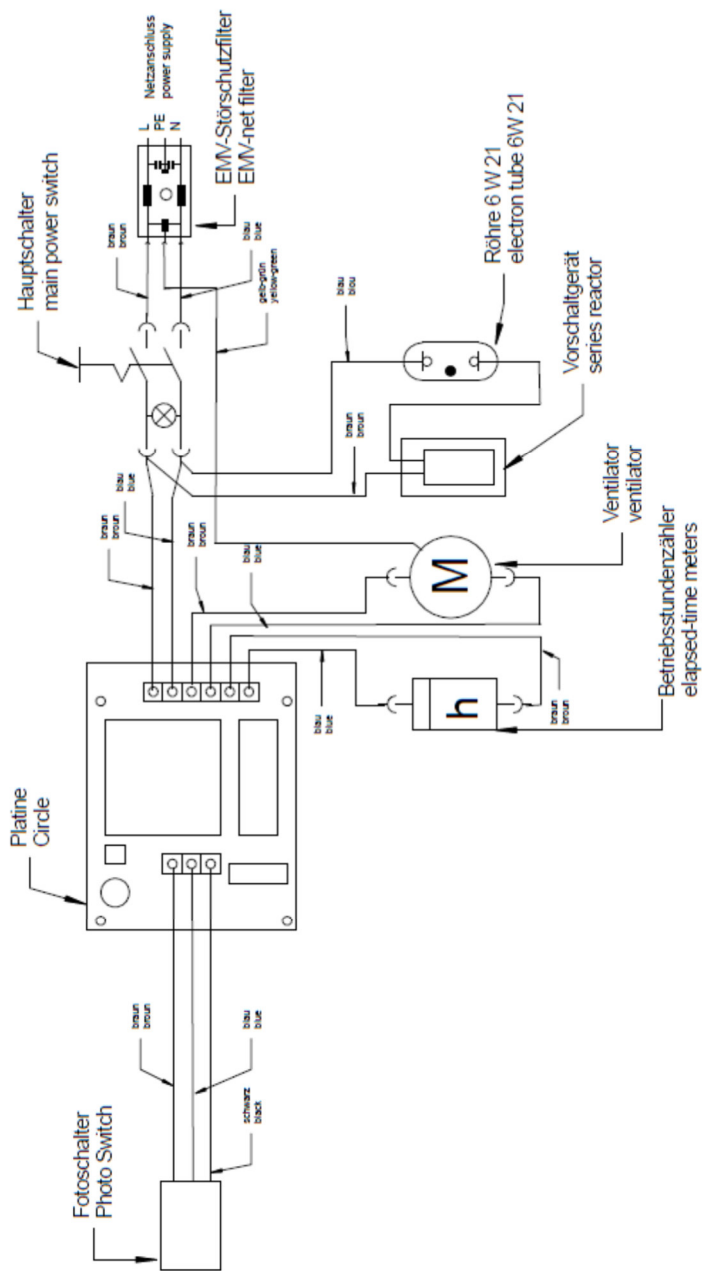 Netzanschluss
power supply
L
PE
N
EMV-Störschutzfilter
EMV-net filter
Hauptschalter
main power switch
braun
broun
blau
blue
gelb-grün
yellow-green
blau
blou
Röhre 6 W 21
electron tube 6W 21
braun
broun
Vorschaltgerät
series reactor
braun
broun
blau
blue
braun
broun
blau
blue
M
Ventilator
ventilator
h
blau
blue
braun
broun
Betriebsstundenzähler
elapsed-time meters
Platine
Circle
braun
broun
blau
blue
schwarz
black
Fotoschalter
Photo Switch